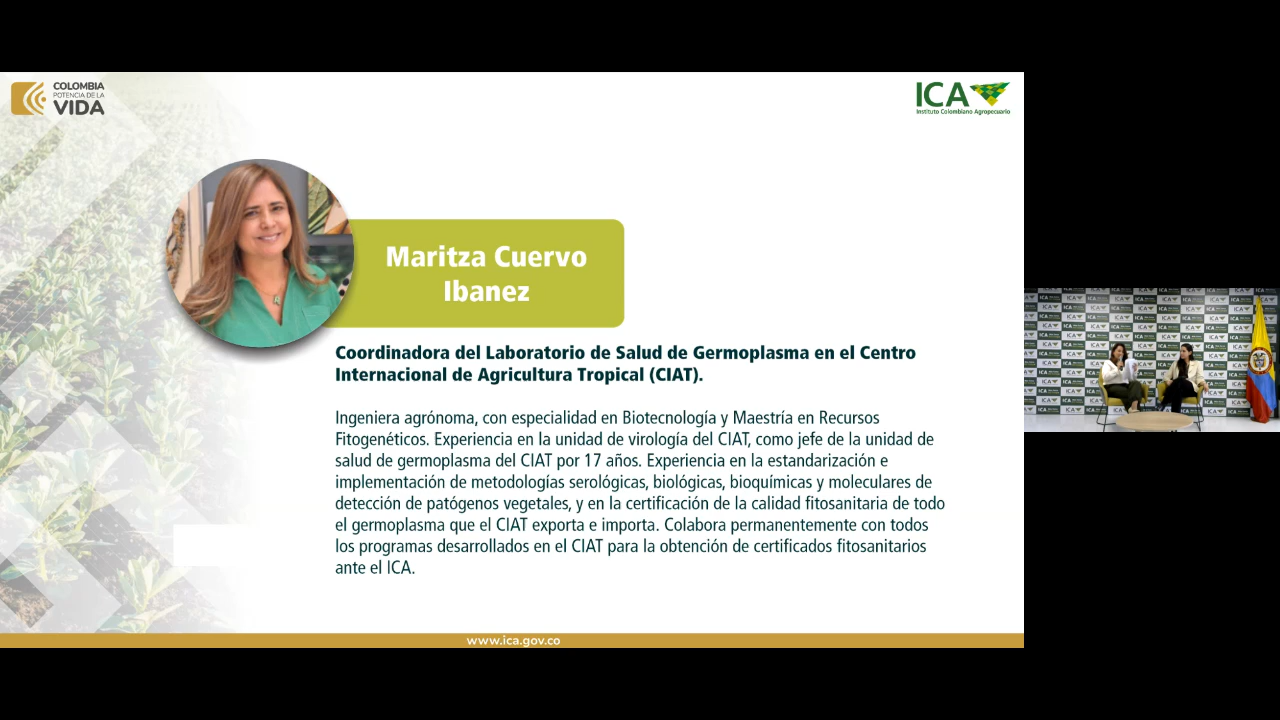 COLOMBIA
POTENCIA DE LA
VIDA
ICA
Instituto Colombiano Agropecuario
Maritza Cuervo
Ibanez
Coordinadora del Laboratorio de Salud de Germoplasma en el Centro
Internacional de Agricultura Tropical (CIAT).
Ingeniera agrónoma, con especialidad en Biotecnología y Maestría en Recursos
Fitogenéticos. Experiencia en la unidad de virología del CIAT, como jefe de la unidad de
salud de germoplasma del CIAT por 17 años. Experiencia en la estandarización e
implementación de metodologías serológicas, biológicas, bioquímicas y moleculares de
detección de patógenos vegetales, y en la certificación de la calidad fitosanitaria de todo
el germoplasma que el CIAT exporta e importa. Colabora permanentemente con todos
los programas desarrollados en el CIAT para la obtención de certificados fitosanitarios
ante el ICA.
www.ica.gov.co